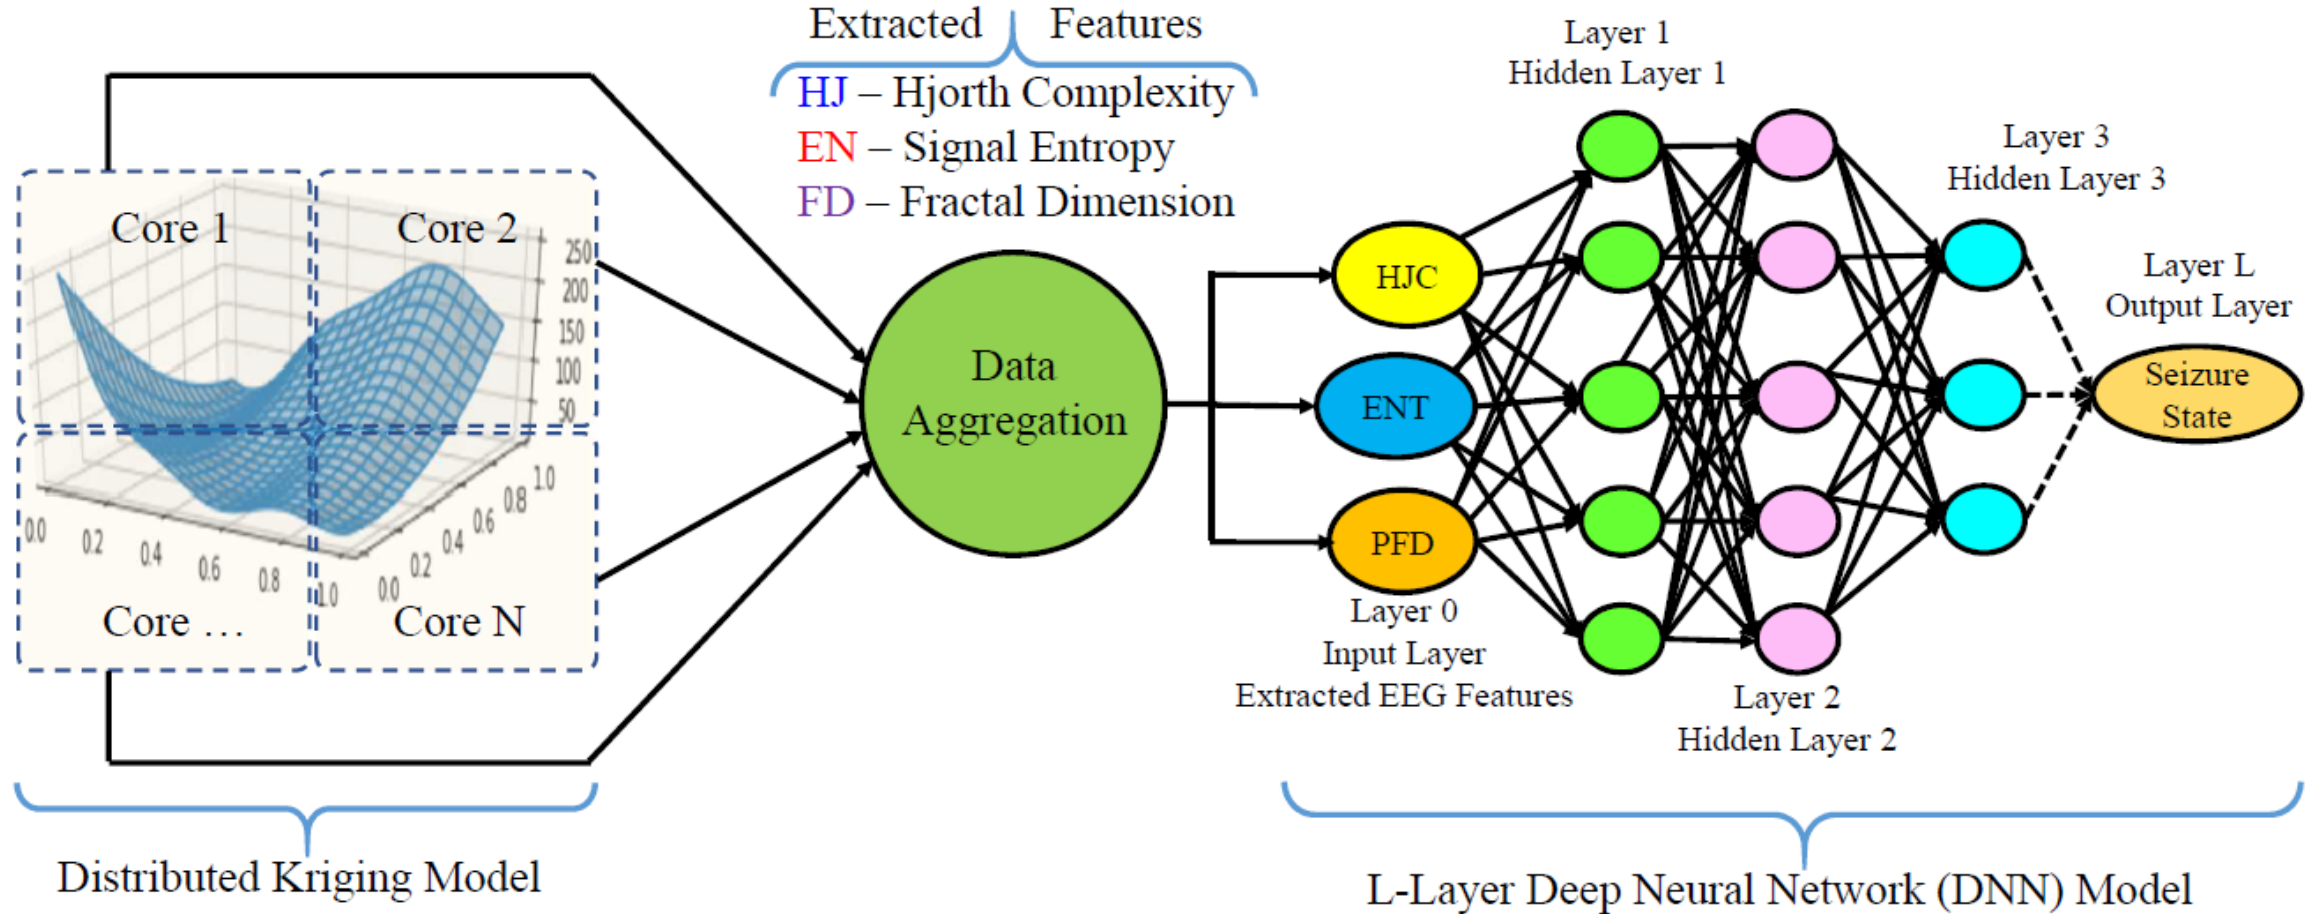 Extracted Features
HJ – Hjorth Complexity
EN – Signal Entropy
FD – Fractal Dimension
Core 1
Core 2
Core …
Core N
250
200
150
100
50
0.0
0.2
0.4
0.6
0.8
1.0
0.0
0.2
0.4
0.6
0.8
1.0
Distributed Kriging Model
Data
Aggregation
HJC
ENT
PFD
Layer 0
Input Layer
Extracted EEG Features
Layer 1
Hidden Layer 1
Layer 2
Hidden Layer 2
Layer 3
Hidden Layer 3
Layer L
Output Layer
Seizure
State
L-Layer Deep Neural Network (DNN) Model